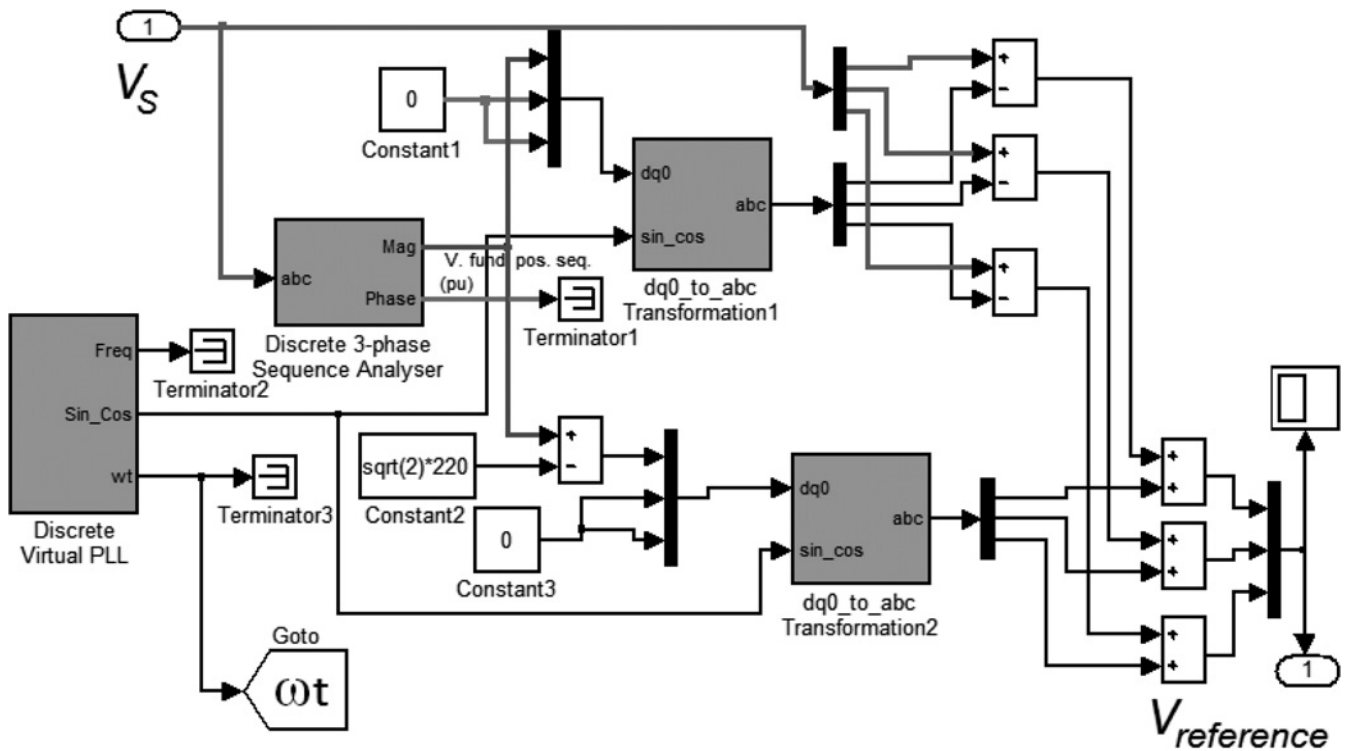 1
V_S
0
Constant1
+
-
+
-
+
-
dq0
sin_cos
abc
dq0_to_abc
Transformation1
abc
Mag
Phase
V. fund. pos. seq.
(pu)
Discrete 3-phase
Sequence Analyser
Terminator1
Freq
Sin_Cos
wt
Discrete
Virtual PLL
Terminator2
Terminator3
sqrt(2)*220
Constant2
+
-
0
Constant3
dq0
sin_cos
abc
dq0_to_abc
Transformation2
+
+
+
+
+
+
Goto
ωt
1
V_reference